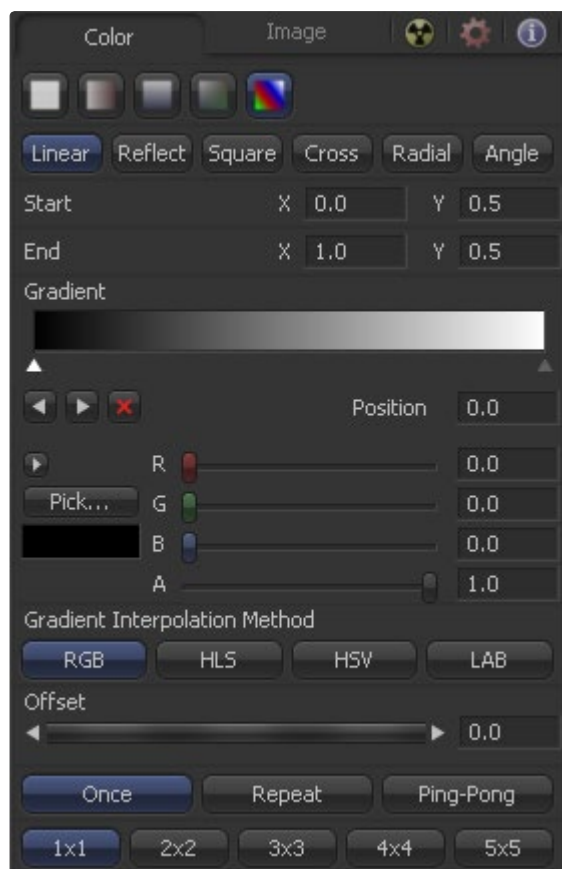 Color Image
Linear Reflect Square Cross Radial Angle
Start X 0.0 Y 0.5
End X 1.0 Y 0.5
Gradient
Position 0.0
R 0.0
Pick... G 0.0
B 0.0
A 1.0
Gradient Interpolation Method
RGB HLS HSV LAB
Offset
0.0
Once Repeat Ping-Pong
1x1 2x2 3x3 4x4 5x5